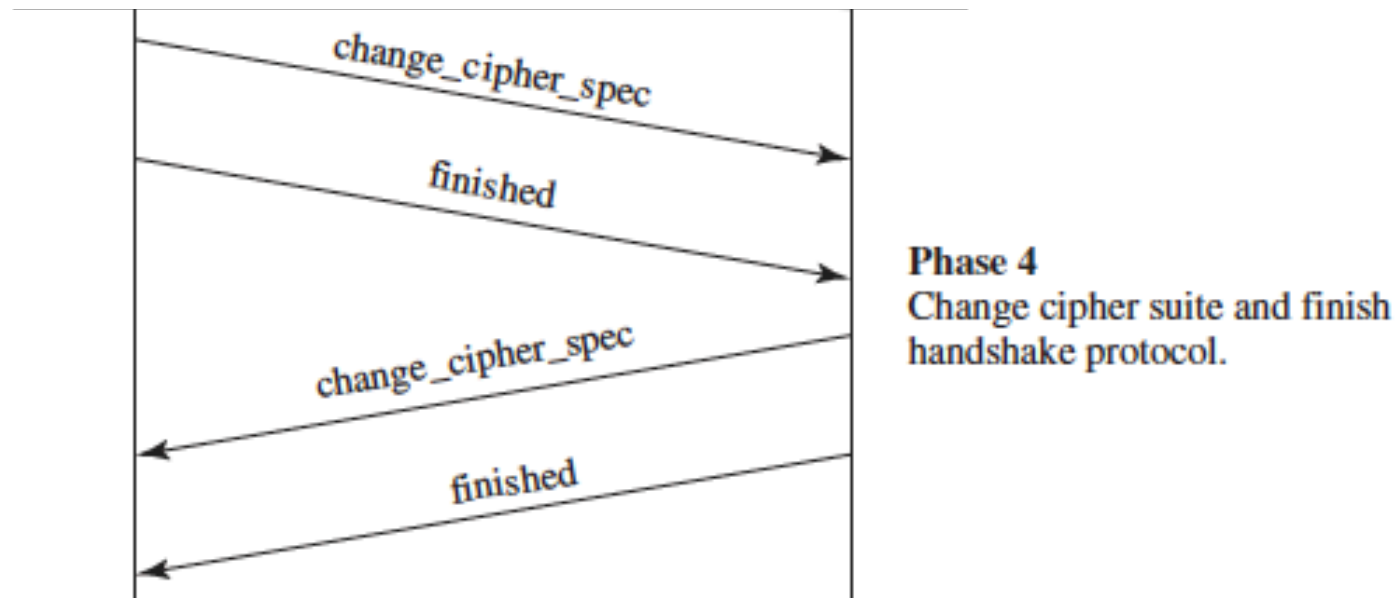 change_cipher_spec
finished
Phase 4
Change cipher suite and finish
handshake protocol.
change_cipher_spec
finished